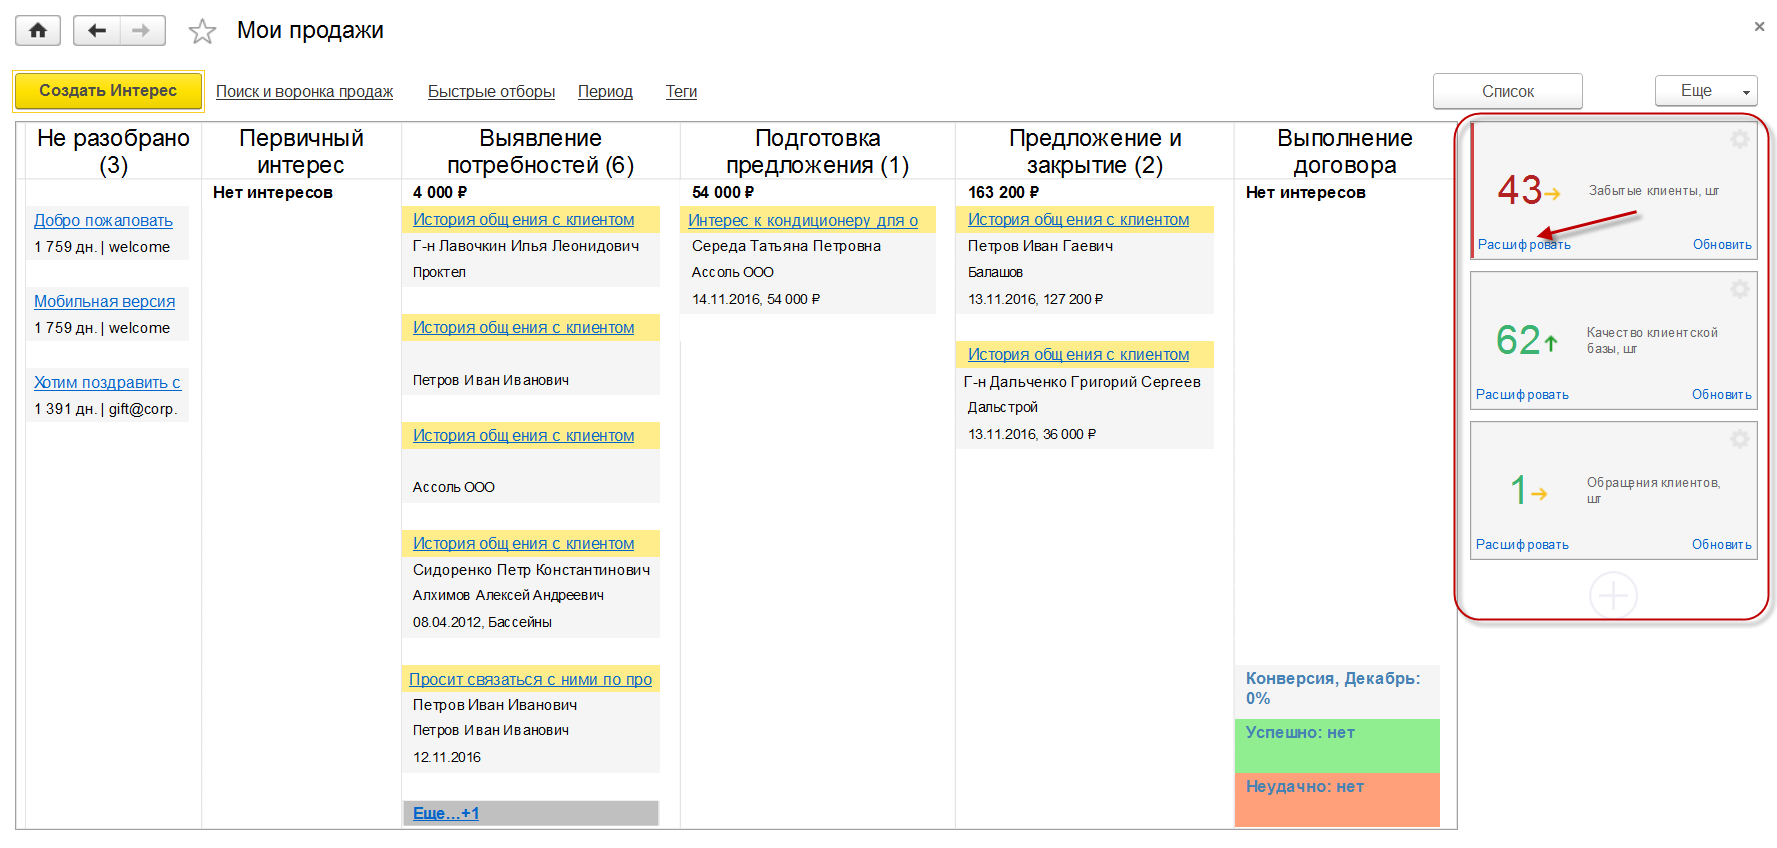 Мои продажи
×
Создать Интерес
Поиск и воронка продаж
Быстрые отборы
Период
Теги
Список
Еще
Не разобрано
(3)
Добро пожаловать
1 759 дн. | welcome
Мобильная версия
1 759 дн. | welcome
Хотим поздравить с
1 391 дн. | gift@corp.
Первичный
интерес
Нет интересов
Выявление
потребностей (6)
4 000 ₽
История общения с клиентом
Г-н Лавочкин Илья Леонидович
Проктел
История общения с клиентом
Петров Иван Иванович
История общения с клиентом
Ассоль ООО
История общения с клиентом
Сидоренко Петр Константинович
Алхимов Алексей Андреевич
08.04.2012, Бассейны
Просит связаться с ними по про
Петров Иван Иванович
Петров Иван Иванович
12.11.2016
Еще...+1
Подготовка
предложения (1)
54 000 ₽
Интерес к кондиционеру для о
Середа Татьяна Петровна
Ассоль ООО
14.11.2016, 54 000 ₽
Предложение и
закрытие (2)
163 200 ₽
История общения с клиентом
Петров Иван Гаевич
Балашов
13.11.2016, 127 200 ₽
История общения с клиентом
Г-н Дальченко Григорий Сергеев
Дальстрой
13.11.2016, 36 000 ₽
Выполнение
договора
Нет интересов
Конверсия, Декабрь:
0%
Успешно: нет
Неудачно: нет
43
Забытые клиенты, шт
Расшифровать
Обновить
62
Качество клиентской
базы, шт
Расшифровать
Обновить
1
Обращения клиентов,
шт
Расшифровать
Обновить